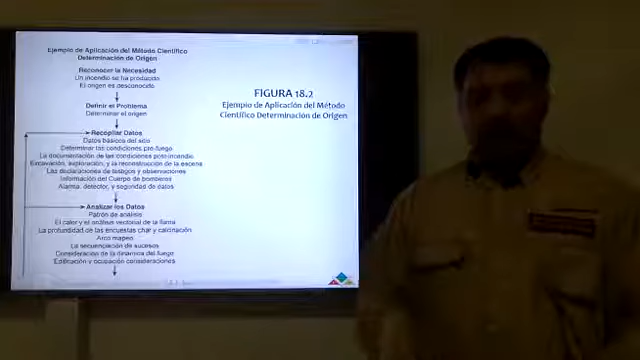 Ejemplo de Aplicación del Método Científico
Determinación de Origen
Reconocer la Necesidad
Un incendio se ha producido
El origen es desconocido
Definir el Problema
Determinar el origen
Recopilar Datos
Datos básicos del sitio
Determinar las condiciones pre-fuego
La documentación de las condiciones post-incendio
Excavación, exploración, y la reconstrucción de la escena
Las declaraciones de testigos y observaciones
Información del Cuerpo de bomberos
Alarma, detector, y seguridad de datos
Analizar los Datos
Patrón de análisis
El calor y el análisis vectorial de la llama
La profundidad de las encuestas char y calcinación
Arco mapeo
La secuenciación de sucesos
Consideración de la dinámica del fuego
Edificación y ocupación consideraciones
FIGURA 18.2
Ejemplo de Aplicación del Método
Científico Determinación de Origen